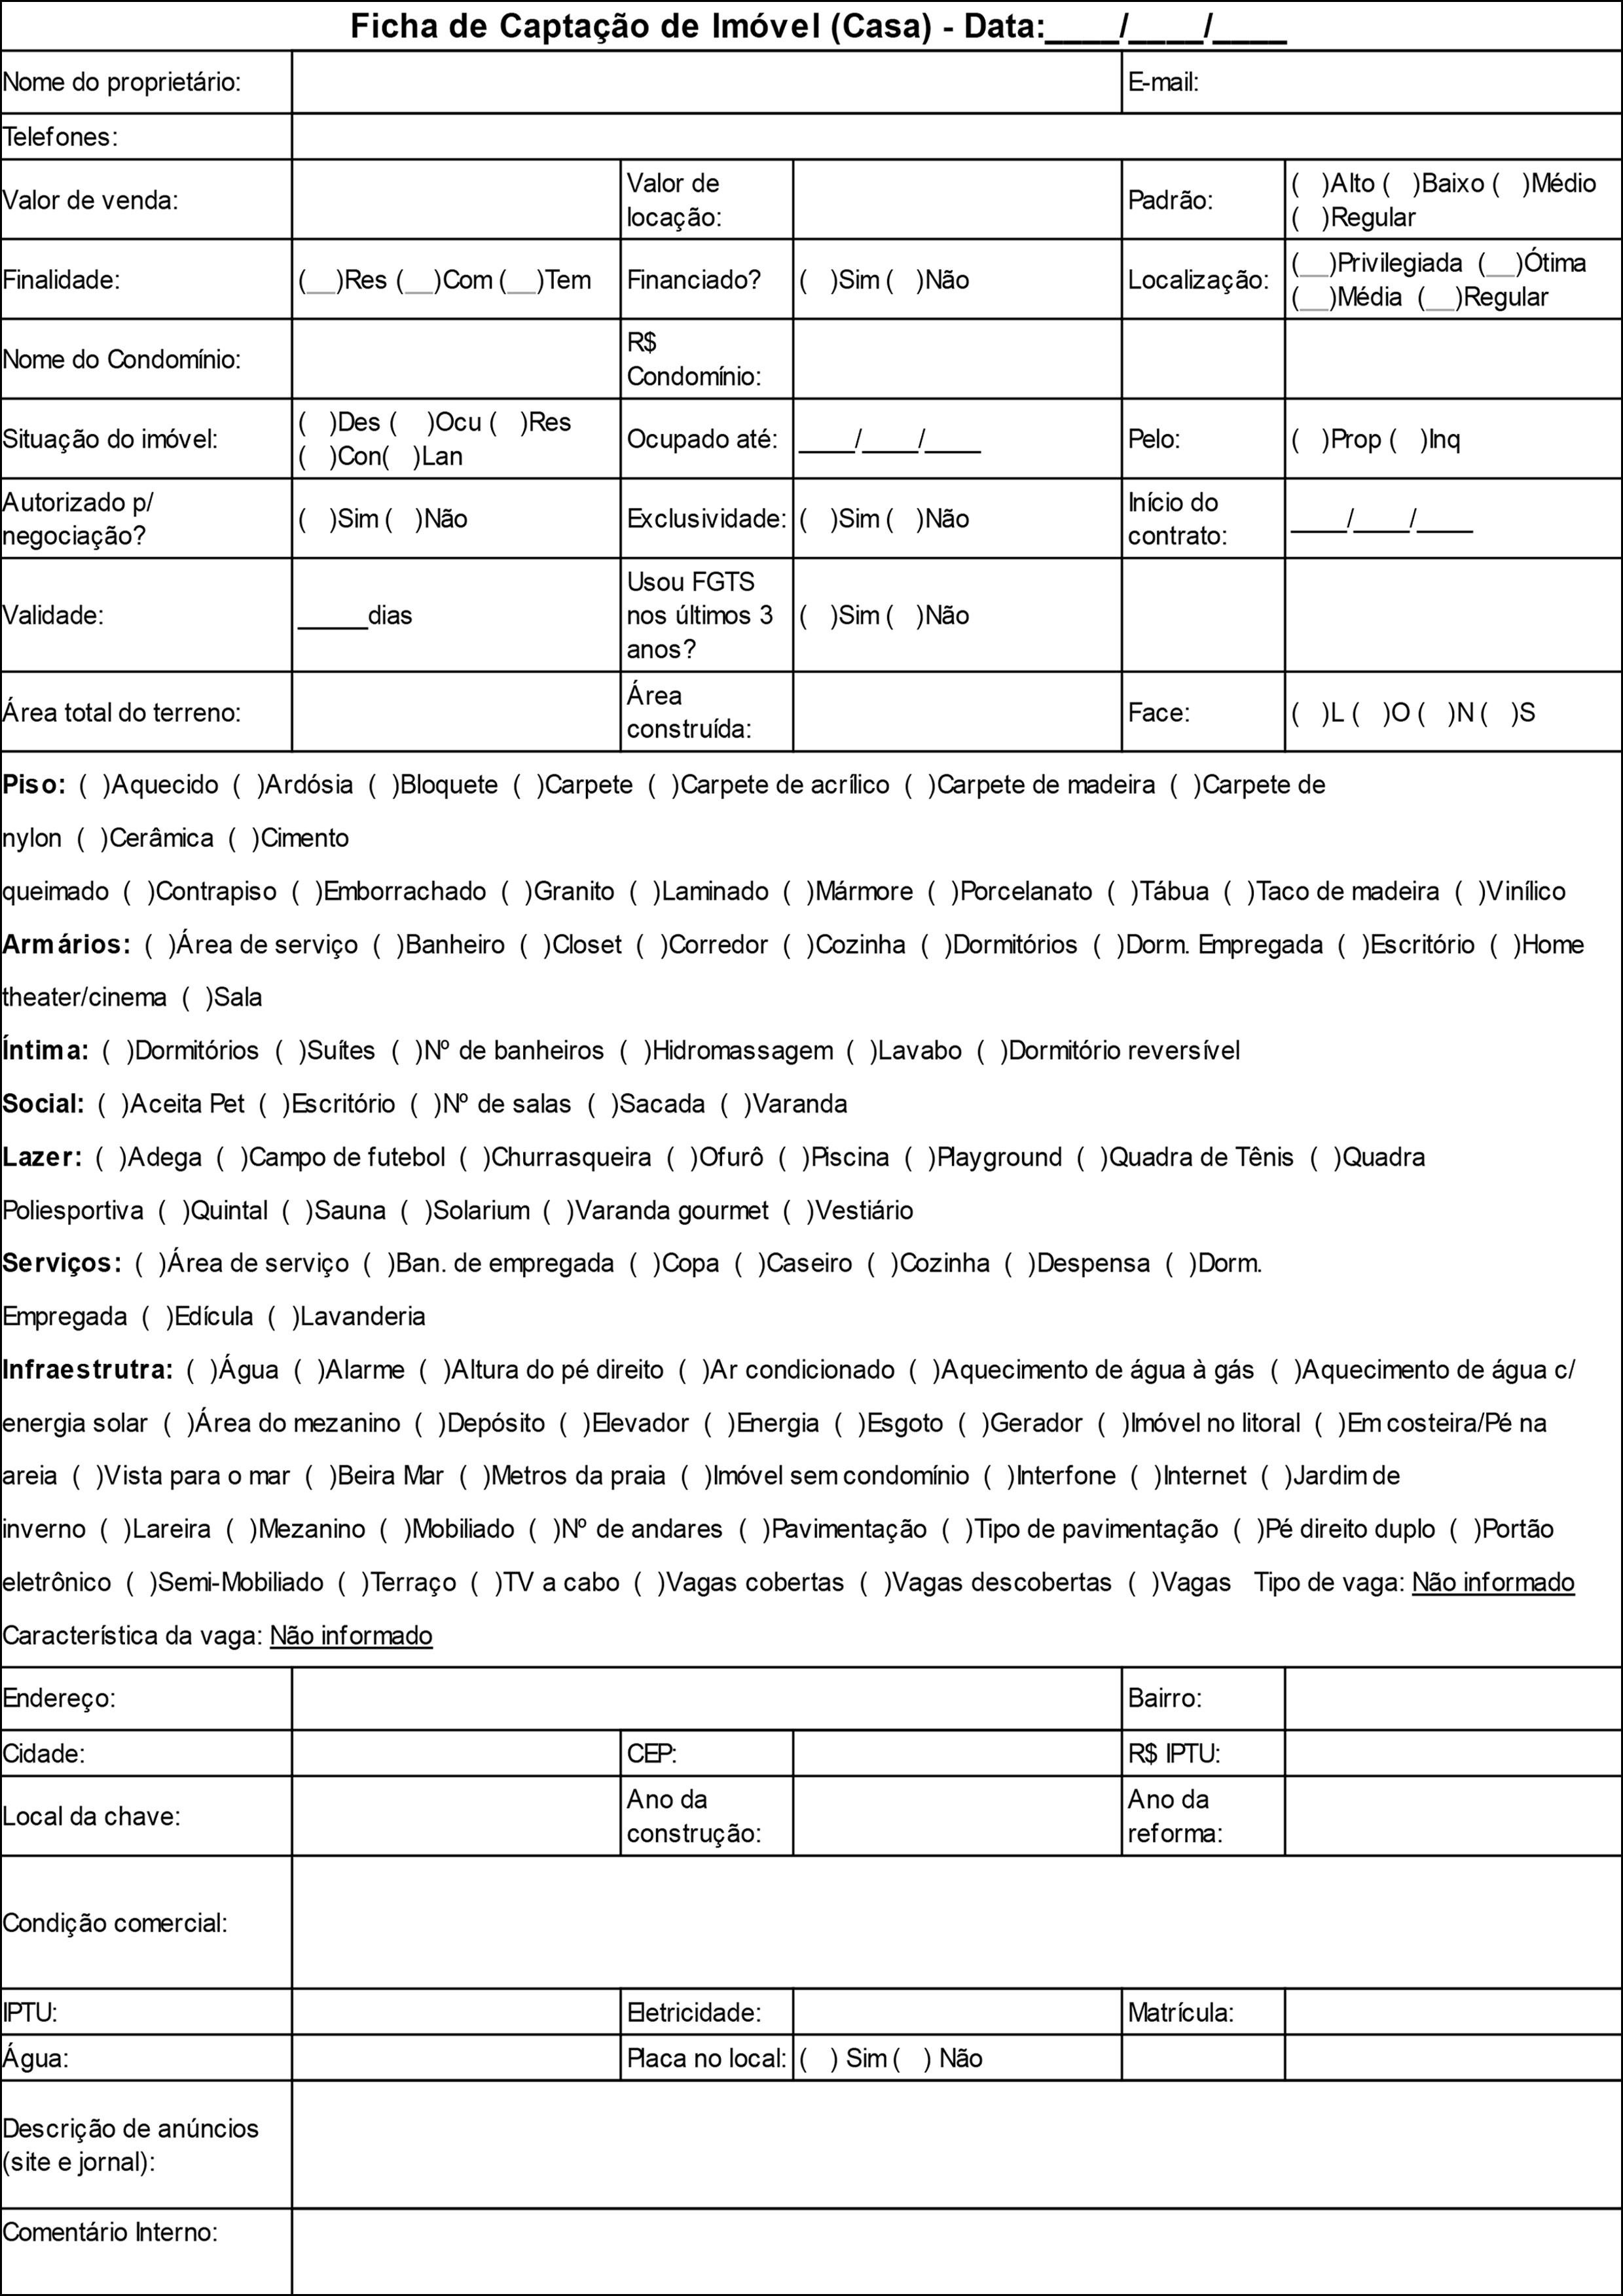 Ficha de Captação de Imóvel (Casa) - Data:____/____/____
Nome do proprietário: E-mail:
Telefones:
Valor de venda: Valor de locação: Padrão: ( )Alto ( )Baixo ( )Médio ( )Regular
Finalidade: (__)Res (__)Com (__)Tem Financiado? ( )Sim ( )Não Localização: (__)Privilegiada (__)Ótima (__)Média (__)Regular
Nome do Condomínio: R$ Condomínio:
Situação do imóvel: ( )Des ( )Ocu ( )Res ( )Con( )Lan Ocupado até: ____/____/____ Pelo: ( )Prop ( )Inq
Autorizado p/ negociação? ( )Sim ( )Não Exclusividade: ( )Sim ( )Não Início do contrato: ____/____/____
Validade: _____dias Usou FGTS nos últimos 3 anos? ( )Sim ( )Não
Área total do terreno: Área construída: Face: ( )L ( )O ( )N ( )S
Piso: ( )Aquecido ( )Ardósia ( )Bloquete ( )Carpete ( )Carpete de acrílico ( )Carpete de madeira ( )Carpete de
nylon ( )Cerâmica ( )Cimento
queimado ( )Contrapiso ( )Emborrachado ( )Granito ( )Laminado ( )Mármore ( )Porcelanato ( )Tábua ( )Taco de madeira ( )Vinílico
Armários: ( )Área de serviço ( )Banheiro ( )Closet ( )Corredor ( )Cozinha ( )Dormitórios ( )Dorm. Empregada ( )Escritório ( )Home
theater/cinema ( )Sala
Íntima: ( )Dormitórios ( )Suítes ( )Nº de banheiros ( )Hidromassagem ( )Lavabo ( )Dormitório reversível
Social: ( )Aceita Pet ( )Escritório ( )Nº de salas ( )Sacada ( )Varanda
Lazer: ( )Adega ( )Campo de futebol ( )Churrasqueira ( )Ofurô ( )Piscina ( )Playground ( )Quadra de Tênis ( )Quadra
Poliesportiva ( )Quintal ( )Sauna ( )Solarium ( )Varanda gourmet ( )Vestiário
Serviços: ( )Área de serviço ( )Ban. de empregada ( )Copa ( )Caseiro ( )Cozinha ( )Despensa ( )Dorm.
Empregada ( )Edícula ( )Lavanderia
Infraestrutra: ( )Água ( )Alarme ( )Altura do pé direito ( )Ar condicionado ( )Aquecimento de água à gás ( )Aquecimento de água c/
energia solar ( )Área do mezanino ( )Depósito ( )Elevador ( )Energia ( )Esgoto ( )Gerador ( )Imóvel no litoral ( )Em costeira/Pé na
areia ( )Vista para o mar ( )Beira Mar ( )Metros da praia ( )Imóvel sem condomínio ( )Interfone ( )Internet ( )Jardim de
inverno ( )Lareira ( )Mezanino ( )Mobiliado ( )Nº de andares ( )Pavimentação ( )Tipo de pavimentação ( )Pé direito duplo ( )Portão
eletrônico ( )Semi-Mobiliado ( )Terraço ( )TV a cabo ( )Vagas cobertas ( )Vagas descobertas ( )Vagas Tipo de vaga: Não informado
Característica da vaga: Não informado
Endereço: Bairro:
Cidade: CEP: R$ IPTU:
Local da chave: Ano da construção: Ano da reforma:
Condição comercial:
IPTU: Eletricidade: Matrícula:
Água: Placa no local: ( ) Sim ( ) Não
Descrição de anúncios
(site e jornal):
Comentário Interno: